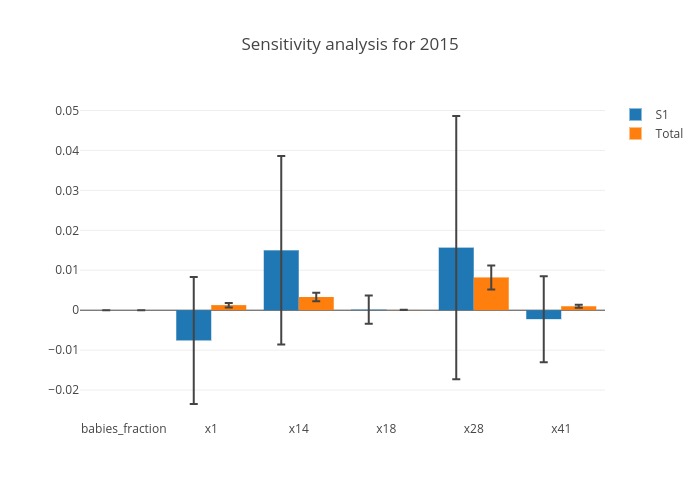 Sensitivity analysis for 2015
0.05
0.04
0.03
0.02
0.01
0
−0.01
−0.02
babies_fraction x1 x14 x18 x28 x41
S1
Total